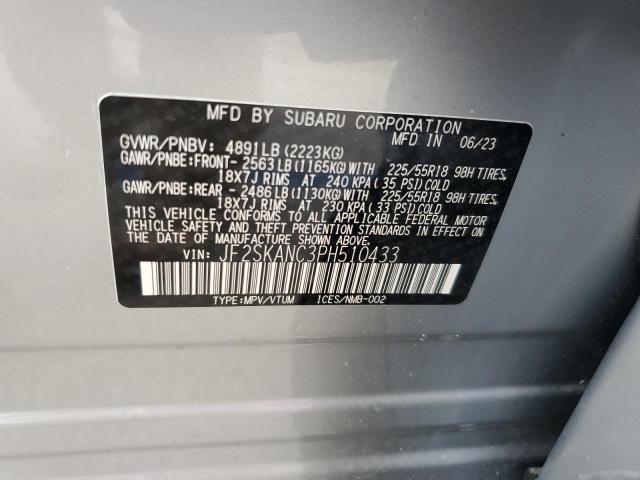 MFD BY SUBARU CORPORATION
GVWR/PNBV: 4891LB (2223KG) MFD IN 06/23
GAWR/PNBE:FRONT- 2563LB (1165KG)WITH 225/55R18 98H TIRES,
18X7J RIMS AT 240 KPA( 35 PSI)COLD
GAWR/PNBE:REAR - 2486LB (1130KG)WITH 225/55R18 98H TIRES,
18X7J RIMS AT 230 KPA( 33 PSI)COLD
THIS VEHICLE CONFORMS TO ALL APPLICABLE FEDERAL MOTOR
VEHICLE SAFETY AND THEFT PREVENTION STANDARDS IN EFFECT
ON THE DATE OF MANUFACTURE SHOWN ABOVE.
VIN: JF2SKANC3PH510433
TYPE:MPV/VTUM ICES/NMB-002